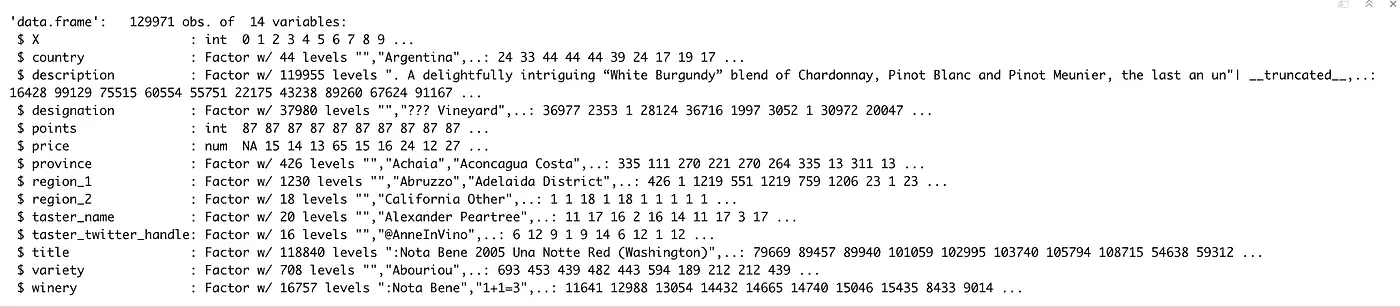 'data.frame':   129971 obs. of  14 variables:
 $ X                    : int  0 1 2 3 4 5 6 7 8 9 ...
 $ country              : Factor w/ 44 levels "","Argentina",..: 24 33 44 44 44 39 24 17 19 17 ...
 $ description          : Factor w/ 119955 levels ". A delightfully intriguing “White Burgundy” blend of Chardonnay, Pinot Blanc and Pinot Meunier, the last an un"| __truncated__,..:
16428 99129 75515 60554 55751 22175 43238 89260 67624 91167 ...
 $ designation          : Factor w/ 37980 levels "","??? Vineyard",..: 36977 2353 1 28124 36716 1997 3052 1 30972 20047 ...
 $ points               : int  87 87 87 87 87 87 87 87 87 87 ...
 $ price                : num  NA 15 14 13 65 15 16 24 12 27 ...
 $ province             : Factor w/ 426 levels "","Achaia","Aconcagua Costa",..: 335 111 270 221 270 264 335 13 311 13 ...
 $ region_1             : Factor w/ 1230 levels "","Abruzzo","Adelaida District",..: 426 1 1219 551 1219 759 1206 23 1 23 ...
 $ region_2             : Factor w/ 18 levels "","California Other",..: 1 1 18 1 18 1 1 1 1 1 ...
 $ taster_name          : Factor w/ 20 levels "","Alexander Peartree",..: 11 17 16 2 16 14 11 17 3 17 ...
 $ taster_twitter_handle: Factor w/ 16 levels "","@AnneInVino",..: 6 12 9 1 9 14 6 12 1 12 ...
 $ title                : Factor w/ 118840 levels ":Nota Bene 2005 Una Notte Red (Washington)",..: 79669 89457 89940 101059 102995 103740 105794 108715 54638 59312 ...
 $ variety              : Factor w/ 708 levels "","Abouriou",..: 693 453 439 482 443 594 189 212 212 439 ...
 $ winery               : Factor w/ 16757 levels ":Nota Bene","1+1=3",..: 11641 12988 13054 14432 14665 14740 15046 15435 8433 9014 ...